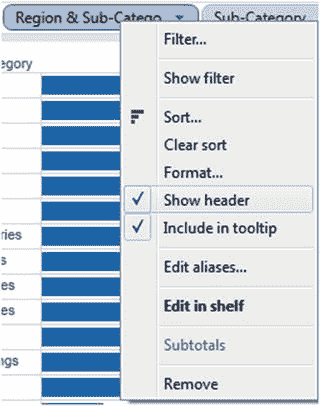 Region & Sub-Catego...
Sub-Category
Filter...
egory
Show filter
Sort...
Clear sort
Format...
Show header
Include in tooltip
ries
s
Edit aliases...
es
Edit in shelf
es
Subtotals
ngs
Remove